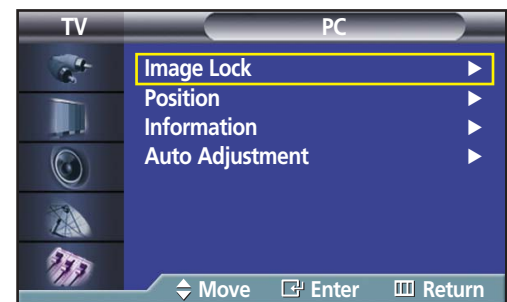 TV PC
Image Lock
Position
Information
Auto Adjustment
Move Enter Return